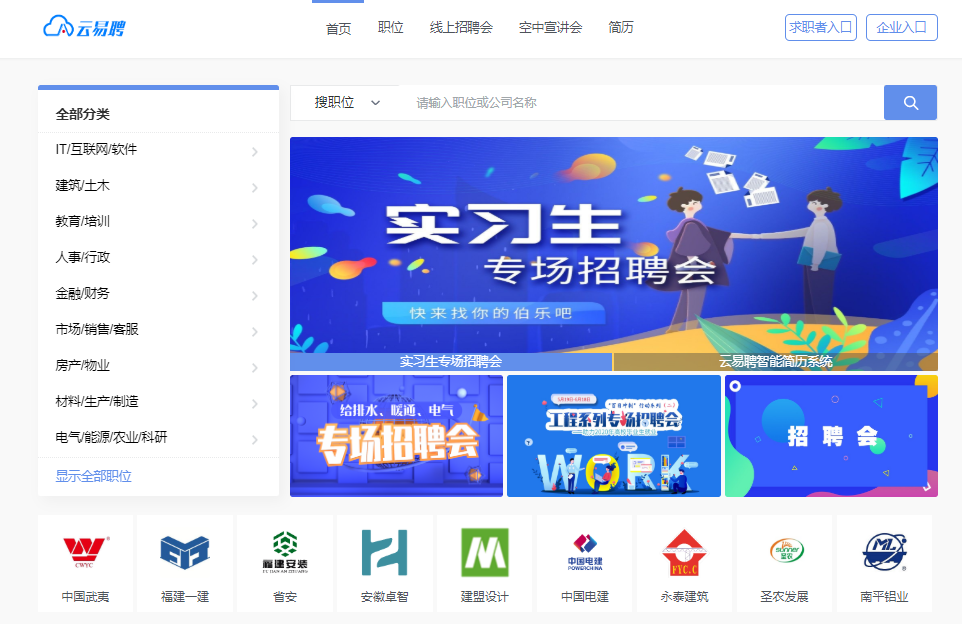 云易聘
首页 职位 线上招聘会 空中宣讲会 简历
求职者入口 企业入口
全部分类
IT/互联网/软件
建筑/土木
教育/培训
人事/行政
金融/财务
市场/销售/客服
房产/物业
材料/生产/制造
电气/能源/农业/科研
显示全部职位
搜职位 请输入职位或公司名称
实习生
专场招聘会
快来找你的伯乐吧
实习生专场招聘会 云易聘智能简历系统
给排水、暖通、电气
专场招聘会
工程系列专场招聘会
WORK
招聘会
CWYC
福建安装
中国电建
POWERCHINA
FYC.C
Sunner
圣农
中国武夷 福建一建 省安 安徽卓智 建盟设计 中国电建 永泰建筑 圣农发展 南平铝业